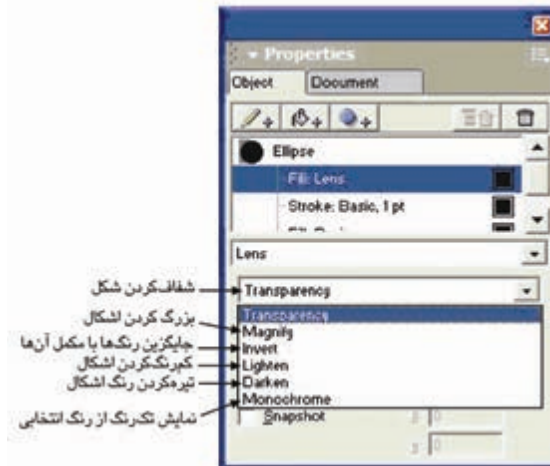 Properties
Object Document
Ellipse
Fill: Lens
Stroke: Basic, 1 pt
Lens
شفاف‌کردن شکل
Transparency
Transparency
بزرگ کردن اشکال
Magnify
جایگزین رنگ‌ها با مکمل آن‌ها
Invert
کم‌رنگ‌کردن اشکال
Lighten
تیره‌کردن رنگ اشکال
Darken
نمایش تک‌رنگ از رنگ انتخابی
Monochrome
Snapshot
0
0